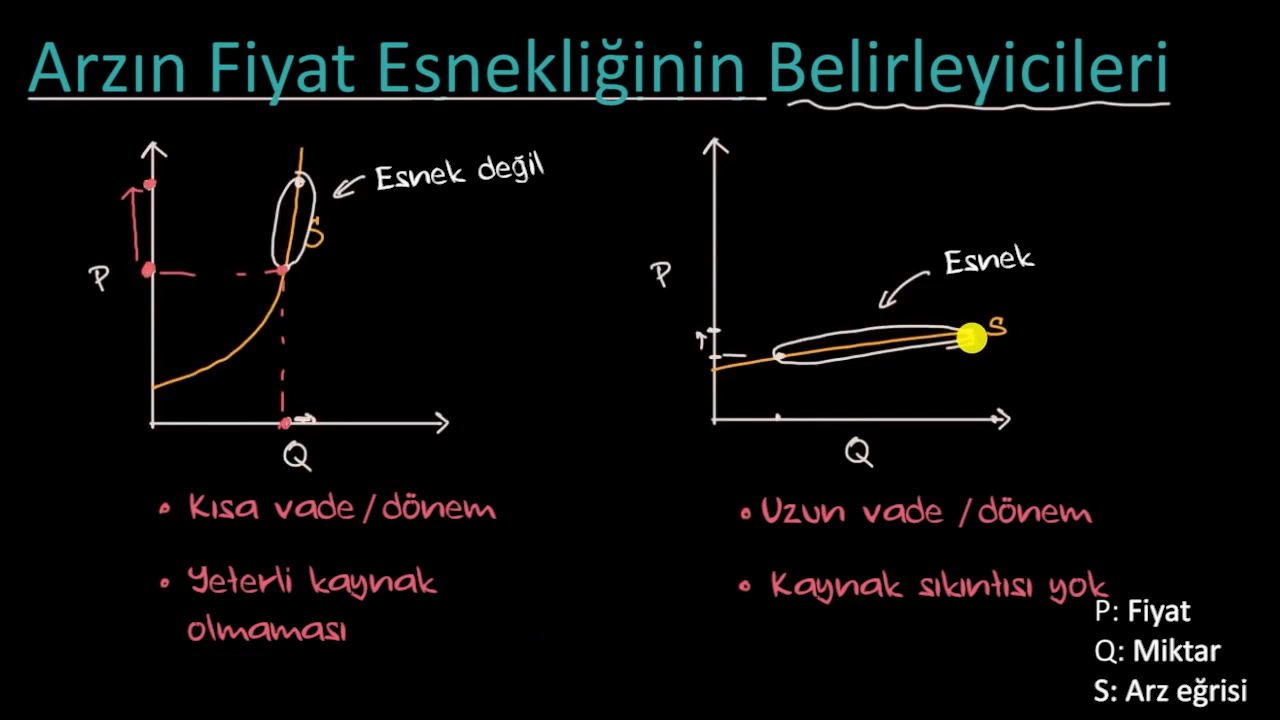 Arzın Fiyat Esnekliğinin Belirleyicileri
Esnek değil
S
P
Q
• Kısa vade / dönem
• Yeterli kaynak
olmaması
Esnek
S
P
Q
• Uzun vade / dönem
• Kaynak sıkıntısı yok
P: Fiyat
Q: Miktar
S: Arz eğrisi